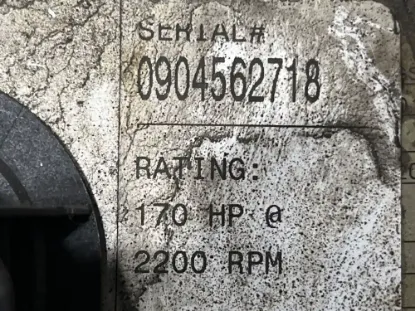 SERIAL#
0904562718
RATING:
170 HP @
2200 RPM